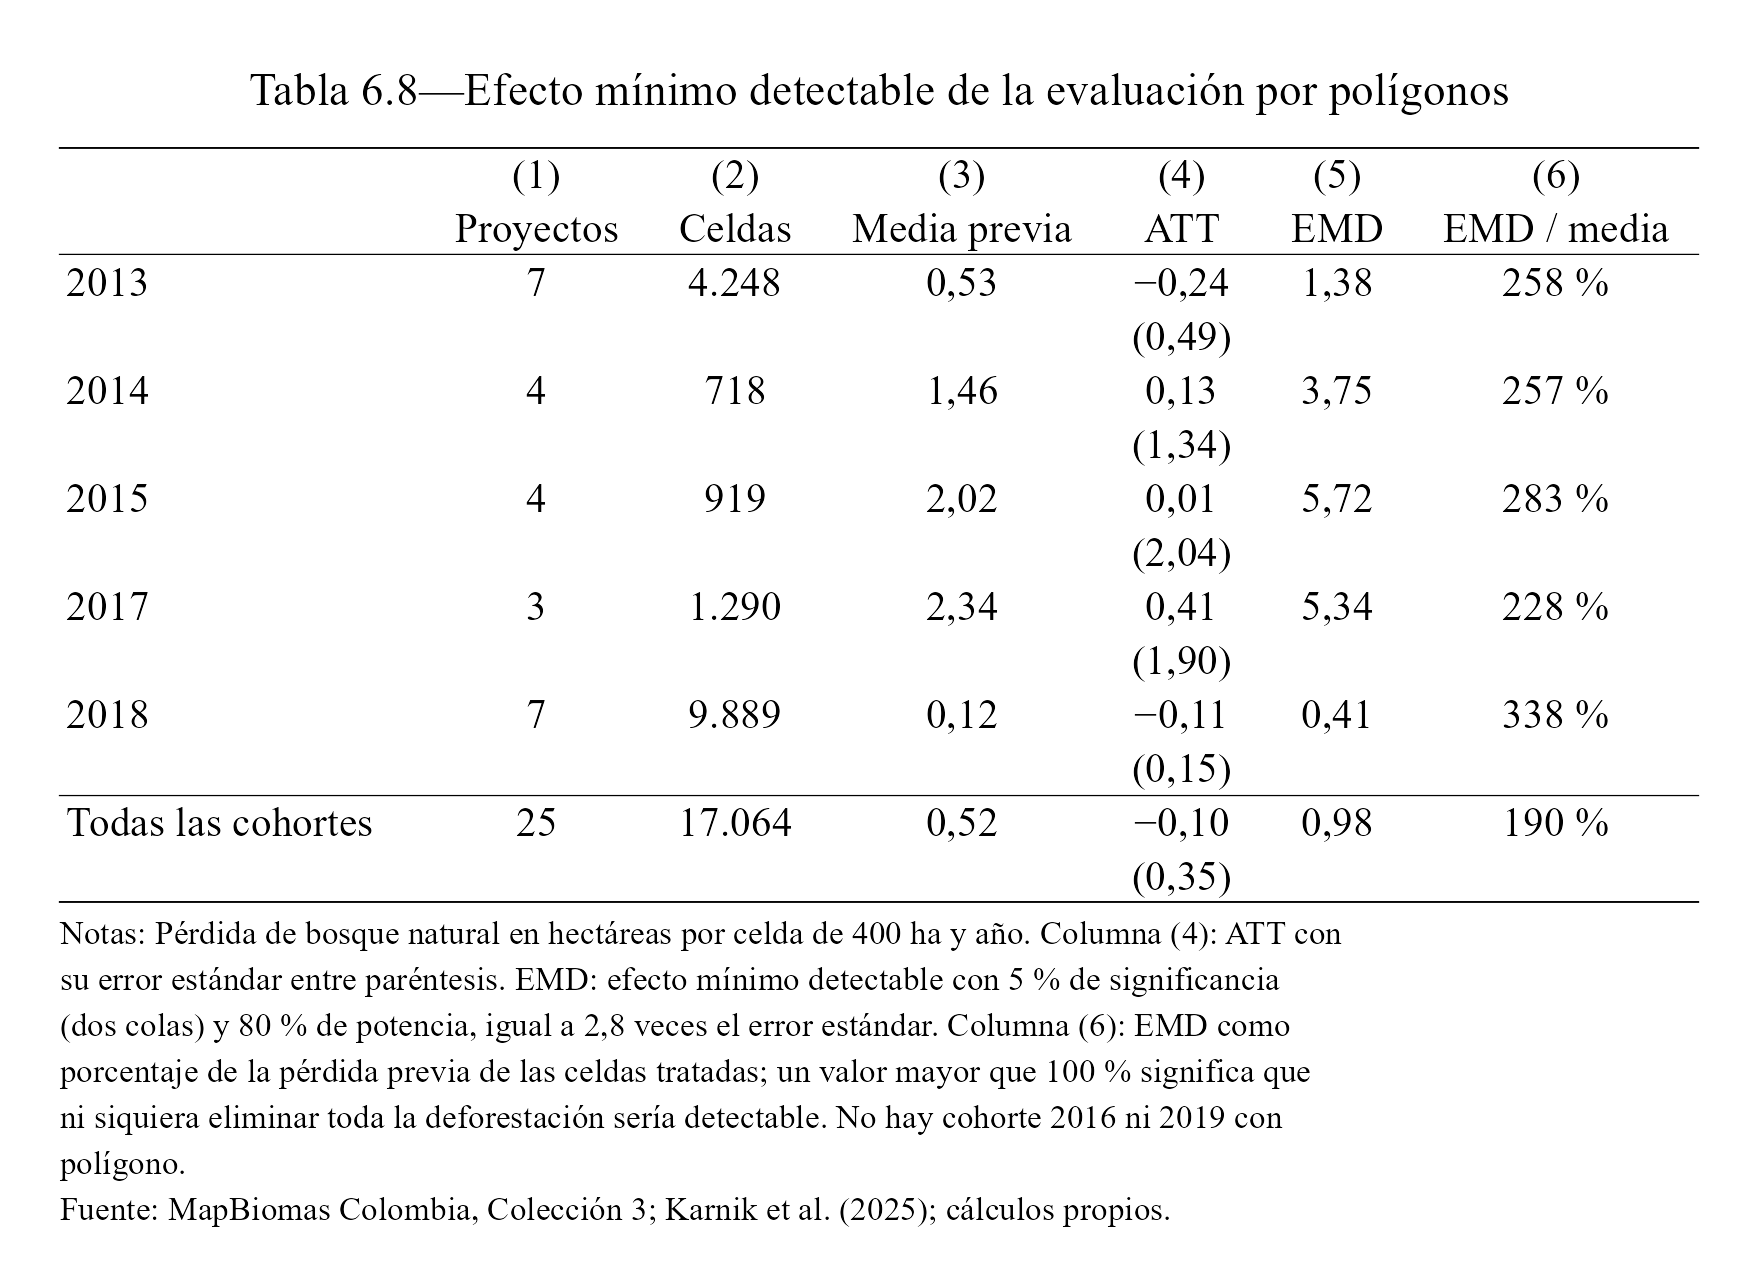 Tabla 6.8—Efecto mínimo detectable de la evaluación por polígonos
(1) (2) (3) (4) (5) (6)
Proyectos Celdas Media previa ATT EMD EMD / media
2013 7 4.248 0,53 −0,24 1,38 258 %
(0,49)
2014 4 718 1,46 0,13 3,75 257 %
(1,34)
2015 4 919 2,02 0,01 5,72 283 %
(2,04)
2017 3 1.290 2,34 0,41 5,34 228 %
(1,90)
2018 7 9.889 0,12 −0,11 0,41 338 %
(0,15)
Todas las cohortes 25 17.064 0,52 −0,10 0,98 190 %
(0,35)
Notas: Pérdida de bosque natural en hectáreas por celda de 400 ha y año. Columna (4): ATT con
su error estándar entre paréntesis. EMD: efecto mínimo detectable con 5 % de significancia
(dos colas) y 80 % de potencia, igual a 2,8 veces el error estándar. Columna (6): EMD como
porcentaje de la pérdida previa de las celdas tratadas; un valor mayor que 100 % significa que
ni siquiera eliminar toda la deforestación sería detectable. No hay cohorte 2016 ni 2019 con
polígono.
Fuente: MapBiomas Colombia, Colección 3; Karnik et al. (2025); cálculos propios.